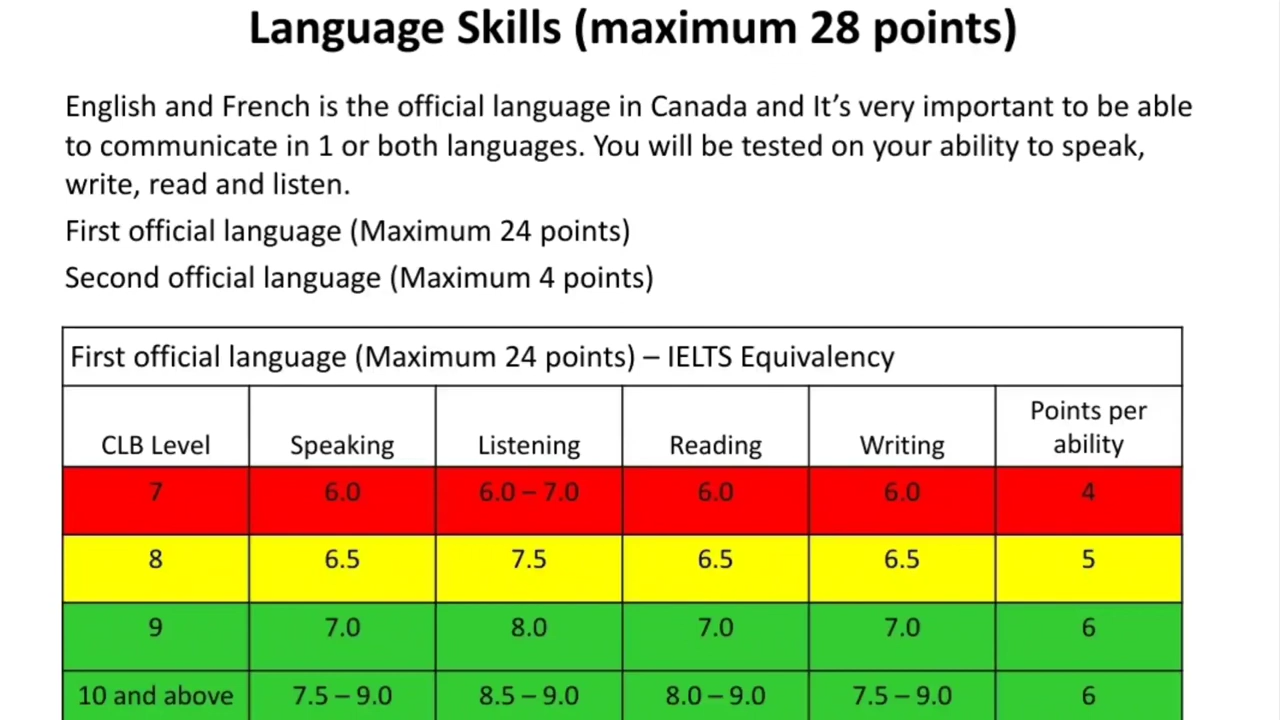 Language Skills (maximum 28 points)
English and French is the official language in Canada and It’s very important to be able
to communicate in 1 or both languages. You will be tested on your ability to speak,
write, read and listen.
First official language (Maximum 24 points)
Second official language (Maximum 4 points)
First official language (Maximum 24 points) – IELTS Equivalency
CLB Level Speaking Listening Reading Writing Points per ability
7 6.0 6.0 – 7.0 6.0 6.0 4
8 6.5 7.5 6.5 6.5 5
9 7.0 8.0 7.0 7.0 6
10 and above 7.5 – 9.0 8.5 – 9.0 8.0 – 9.0 7.5 – 9.0 6